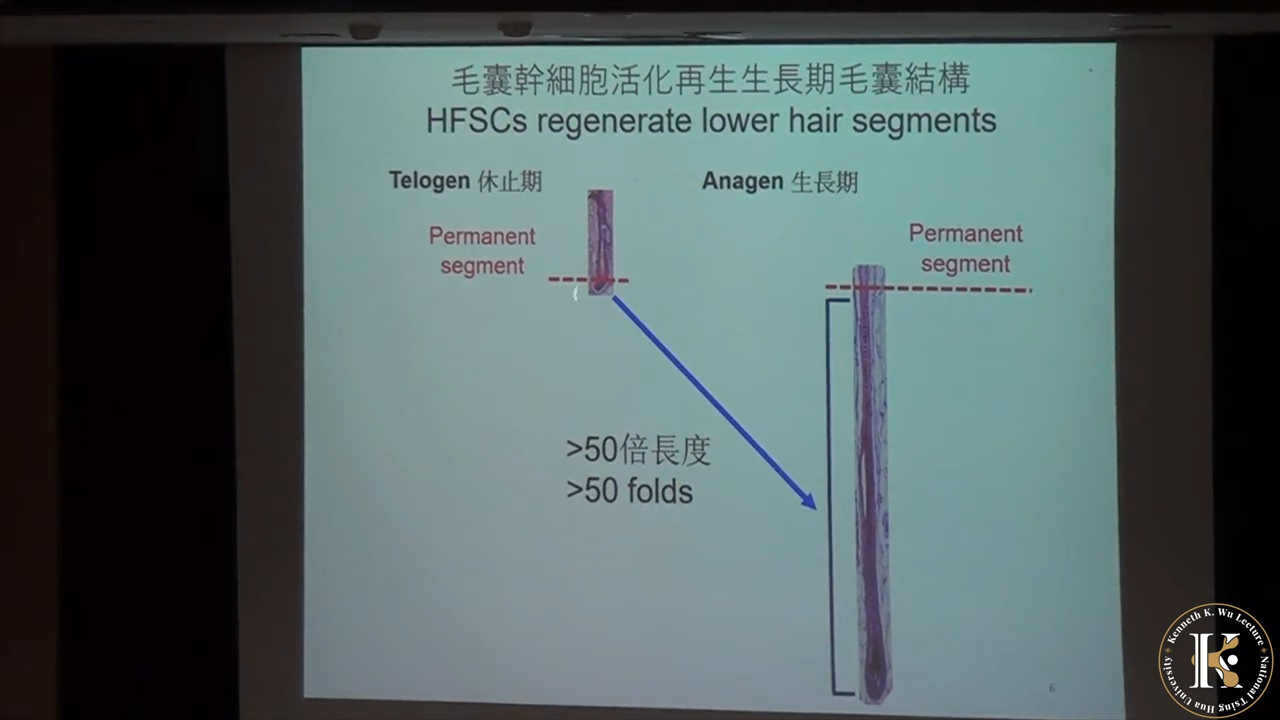 毛囊幹細胞活化再生生長期毛囊結構
HFSCs regenerate lower hair segments
Telogen 休止期
Anagen 生長期
Permanent
segment
Permanent
segment
>50倍長度
>50 folds
6
Kenneth K. Wu Lecture
National Tsing Hua University
K